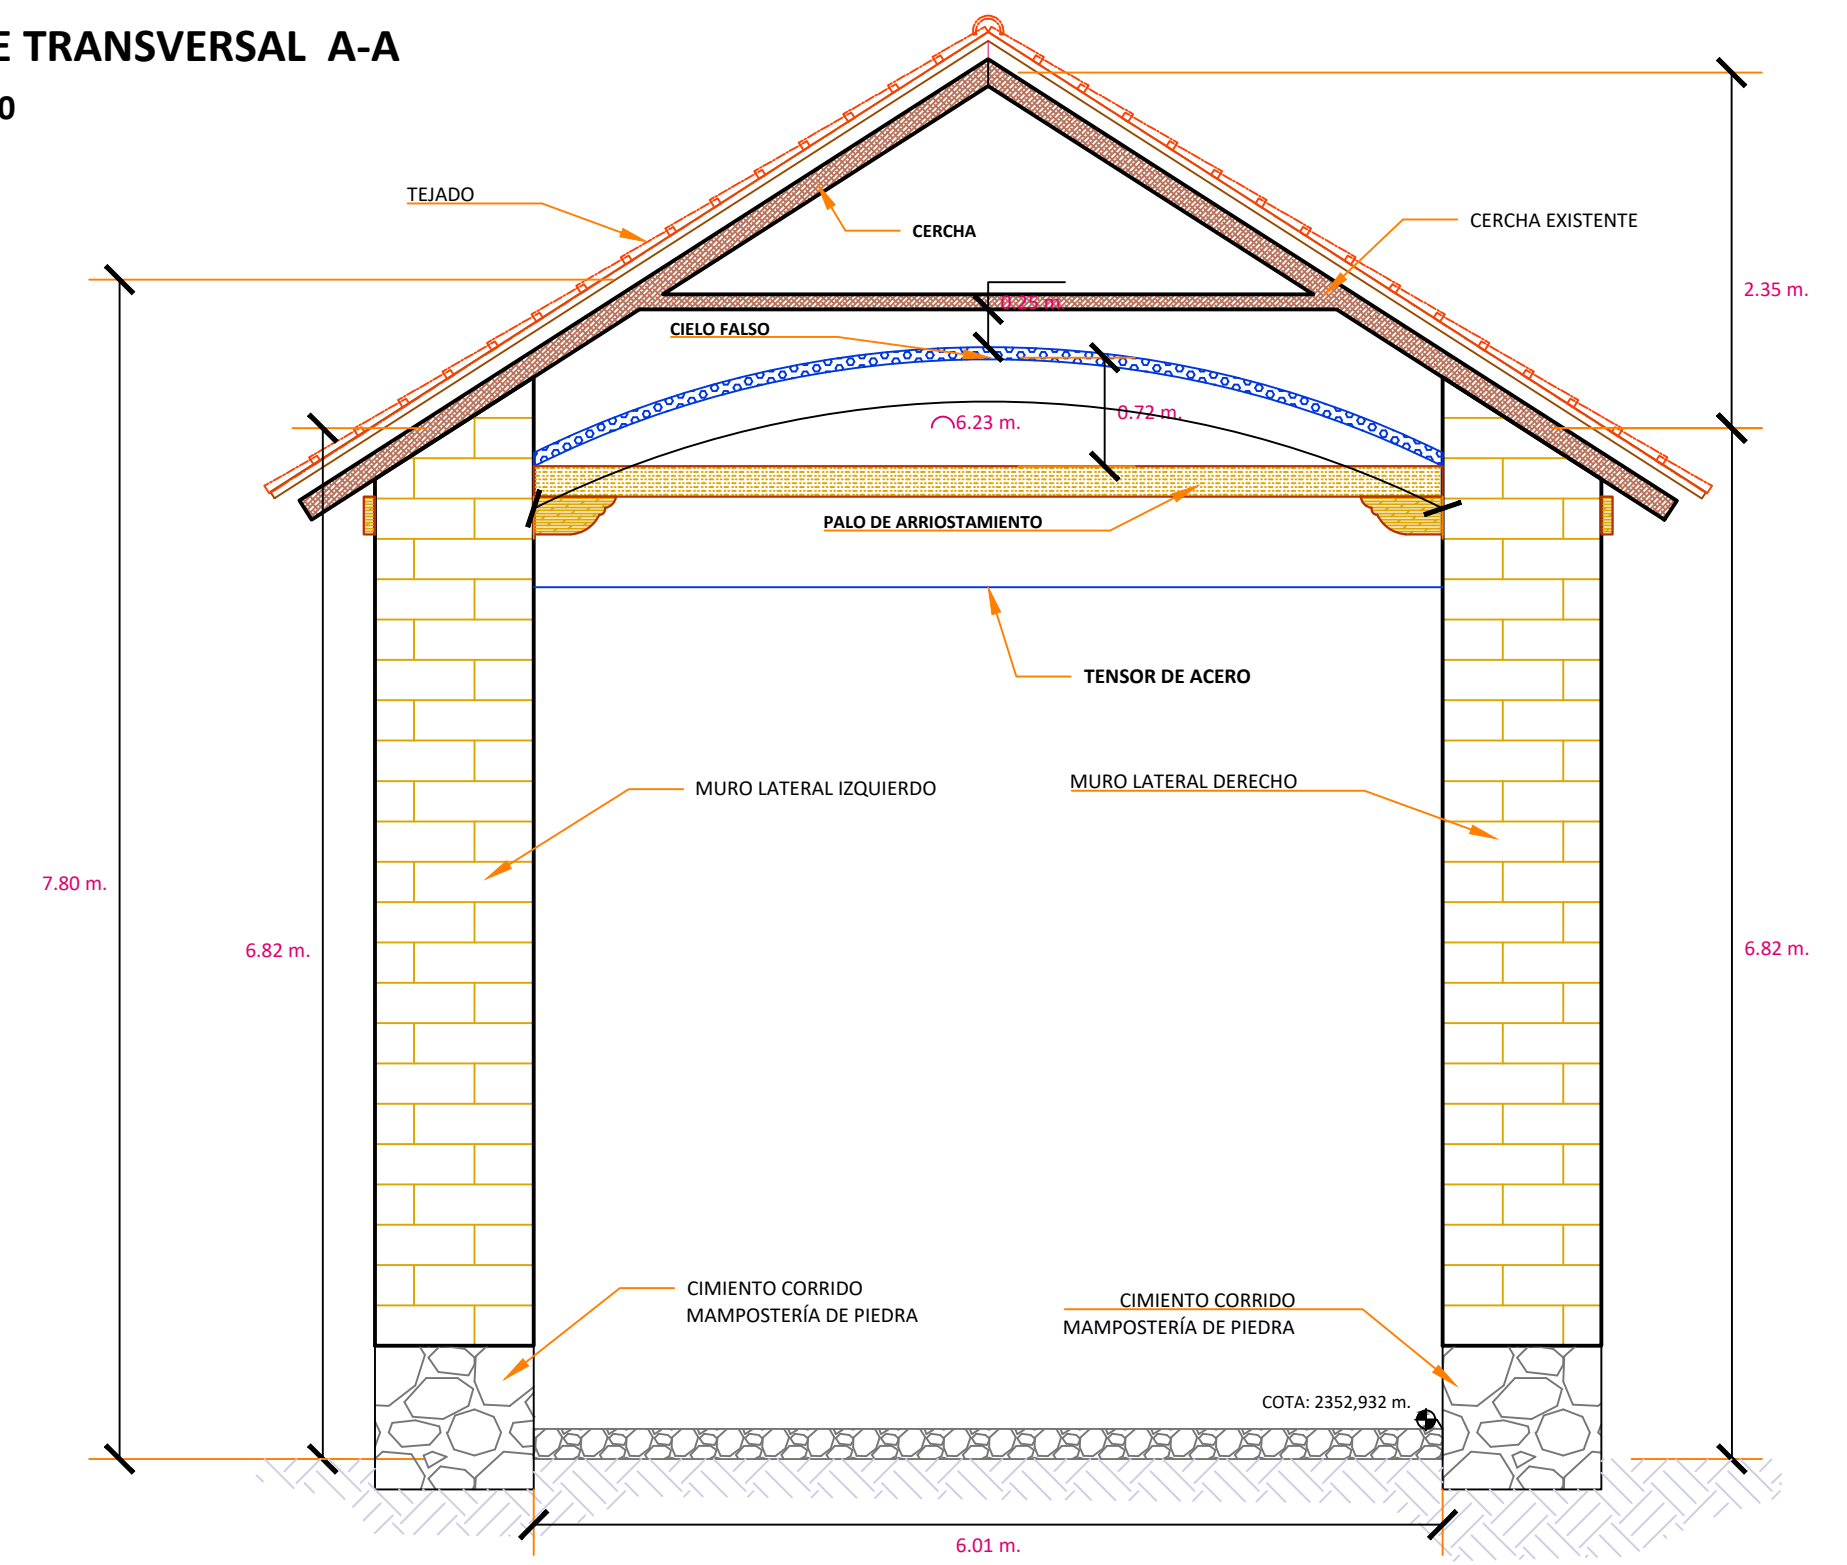 E TRANSVERSAL A-A
0
TEJADO
CERCHA
CERCHA EXISTENTE
2.35 m.
0.25 m.
CIELO FALSO
0.72 m.
6.23 m.
PALO DE ARRIOSTAMIENTO
TENSOR DE ACERO
MURO LATERAL IZQUIERDO
MURO LATERAL DERECHO
7.80 m.
6.82 m.
6.82 m.
CIMIENTO CORRIDO
MAMPOSTERÍA DE PIEDRA
CIMIENTO CORRIDO
MAMPOSTERÍA DE PIEDRA
COTA: 2352,932 m.
6.01 m.